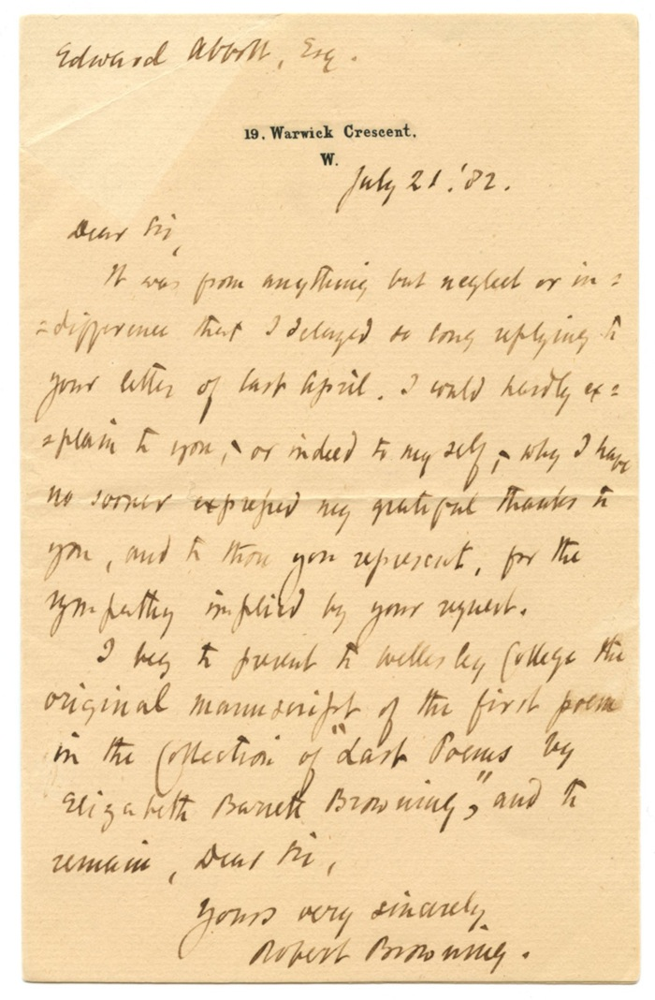 Edward Abbott, Esq.
19, Warwick Crescent,
W.
July 21. '82.
Dear Sir,
It was from anything but neglect or in=
=difference that I delayed so long replying to
your letter of last April. I could hardly ex=
=plain to you, - or indeed to myself, - why I have
no sooner expressed my grateful thanks to
you, and to those you represent, for the
sympathy implied by your request.
I beg to present to Wellesley College the
original manuscript of the first poem
in the Collection of "Last Poems by
Elizabeth Barrett Browning," and to
remain, Dear Sir,
Yours very sincerely
Robert Browning.